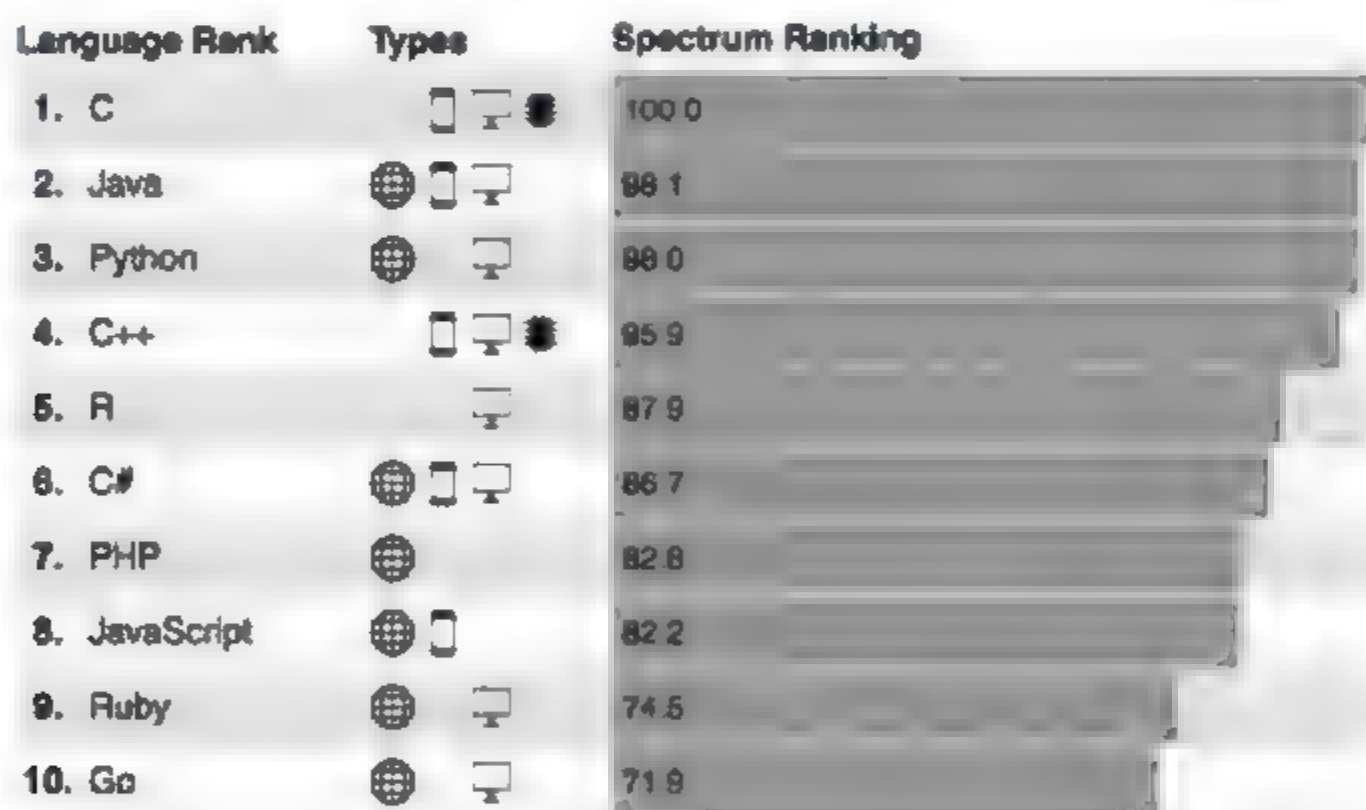 Language Rank Types Spectrum Ranking
1. C 100.0
2. Java 98.1
3. Python 98.0
4. C++ 95.9
5. R 87.9
6. C# 86.7
7. PHP 82.8
8. JavaScript 82.2
9. Ruby 74.5
10. Go 71.9